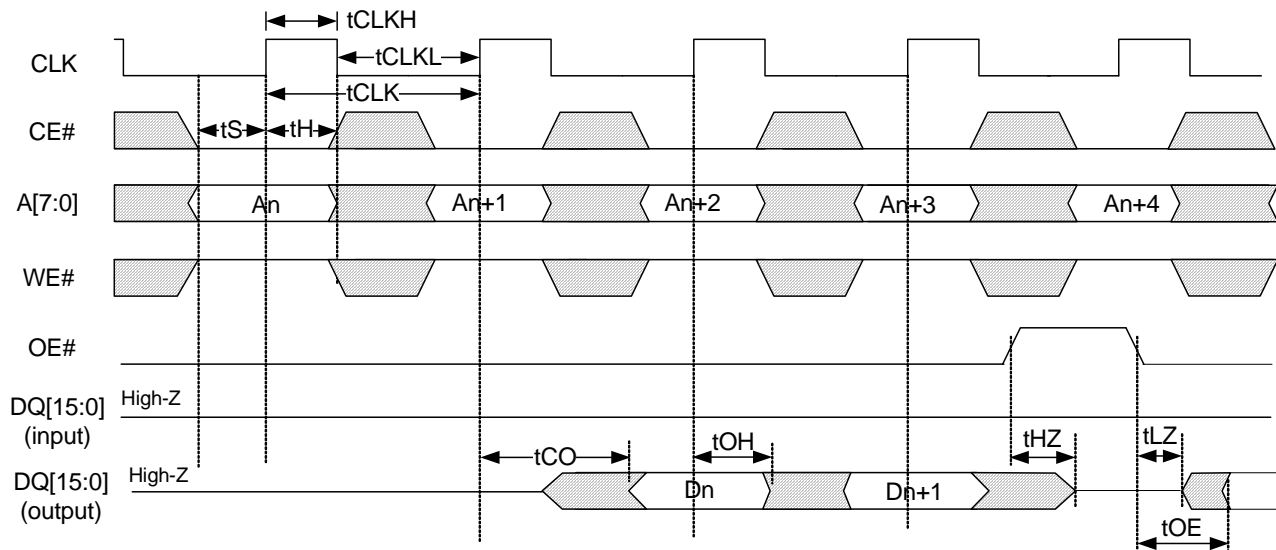 tCLKH
CLK
tCLKL
tCLK
CE#
tS
tH
A[7:0]
An
An+1
An+2
An+3
An+4
WE#
OE#
DQ[15:0]
(input)
High-Z
DQ[15:0]
(output)
High-Z
tCO
Dn
tOH
Dn+1
tHZ
tLZ
tOE